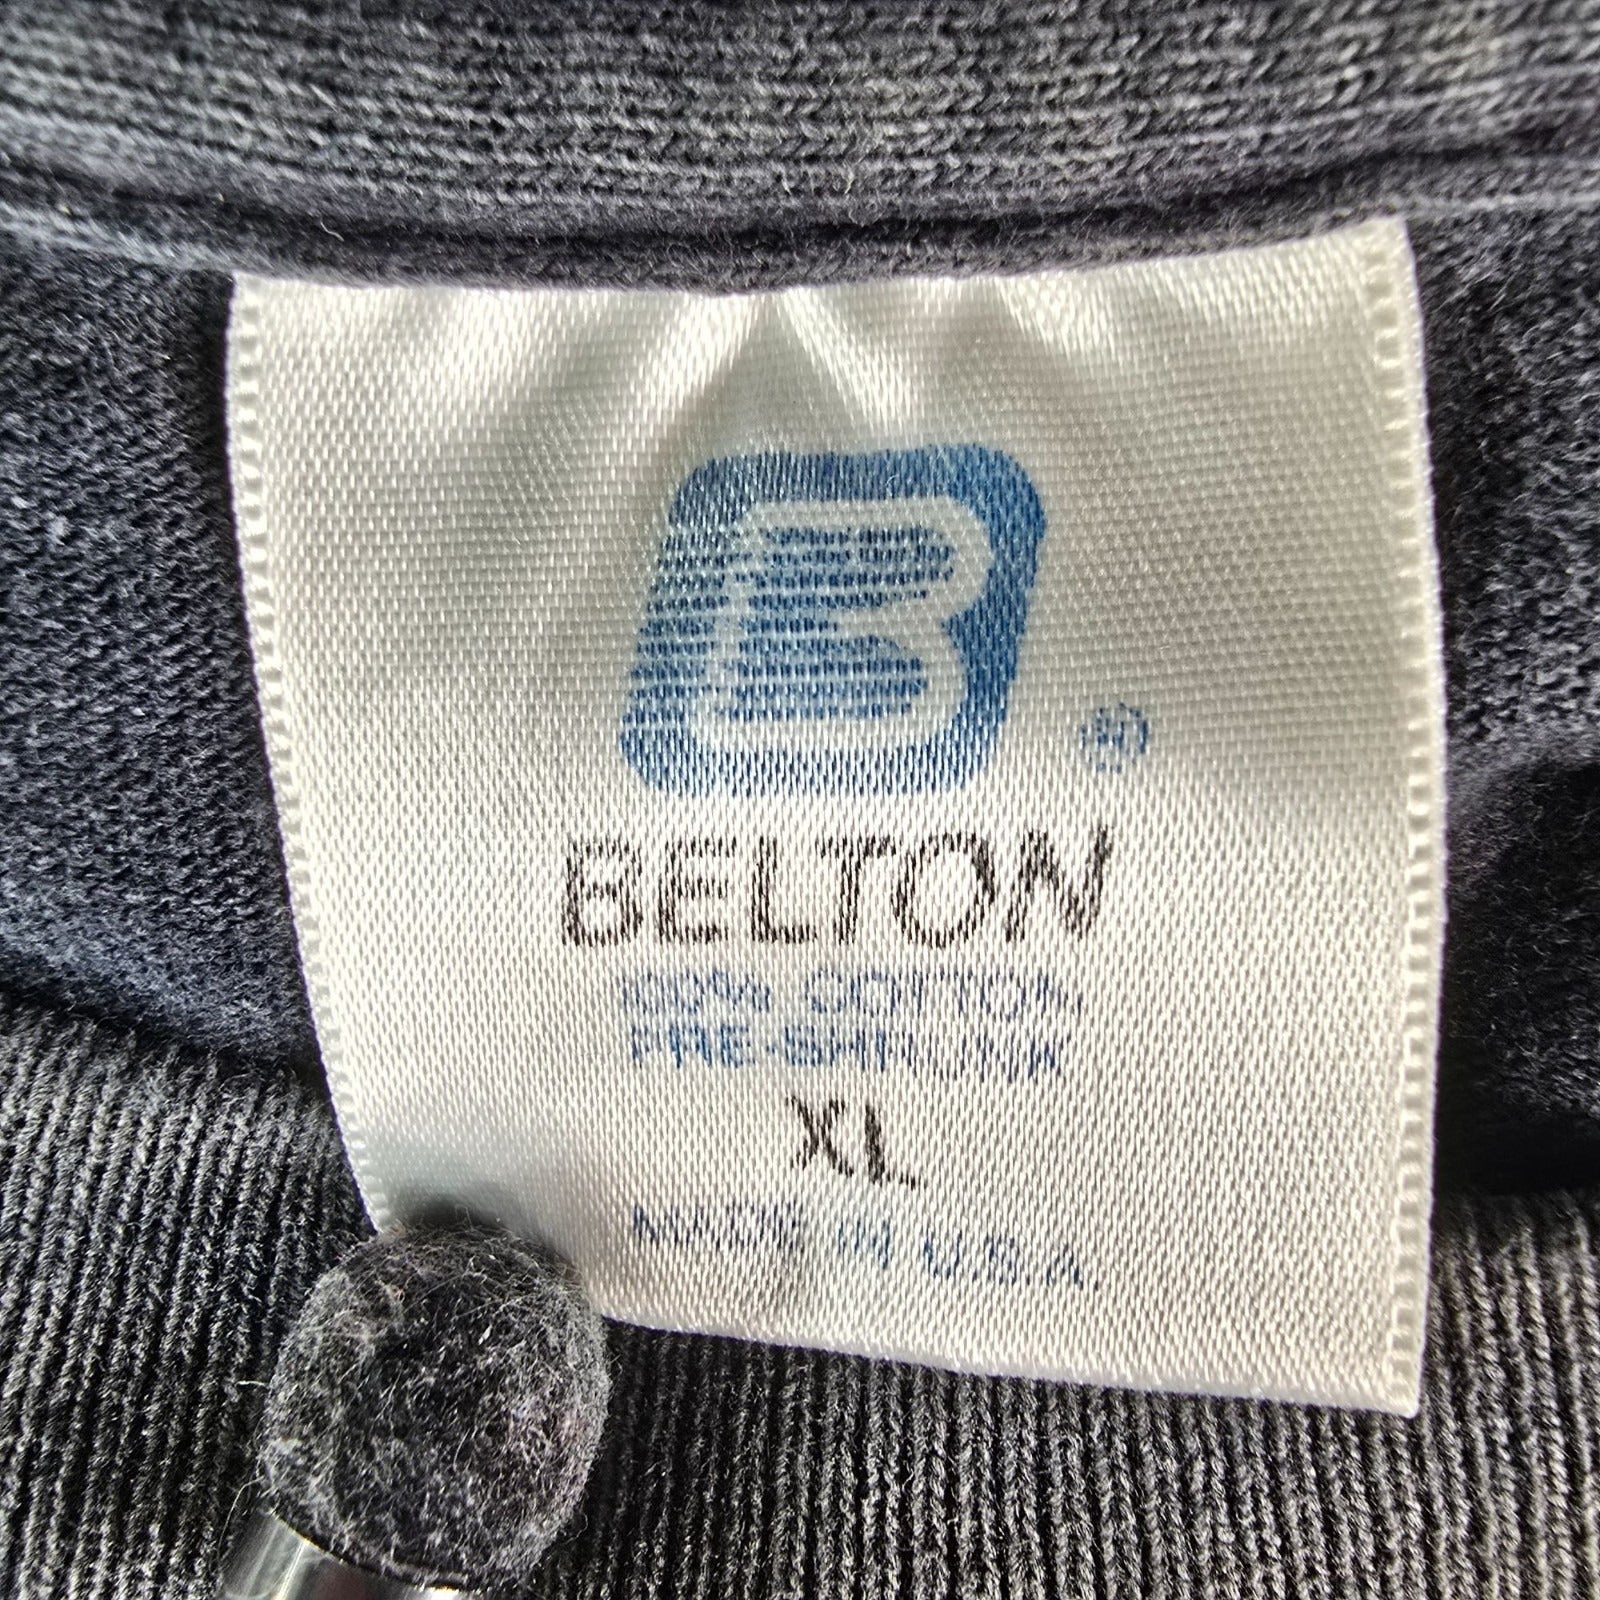 B ®
BELTON
100% COTTON
PRE-SHRUNK
XL
MADE IN U.S.A.